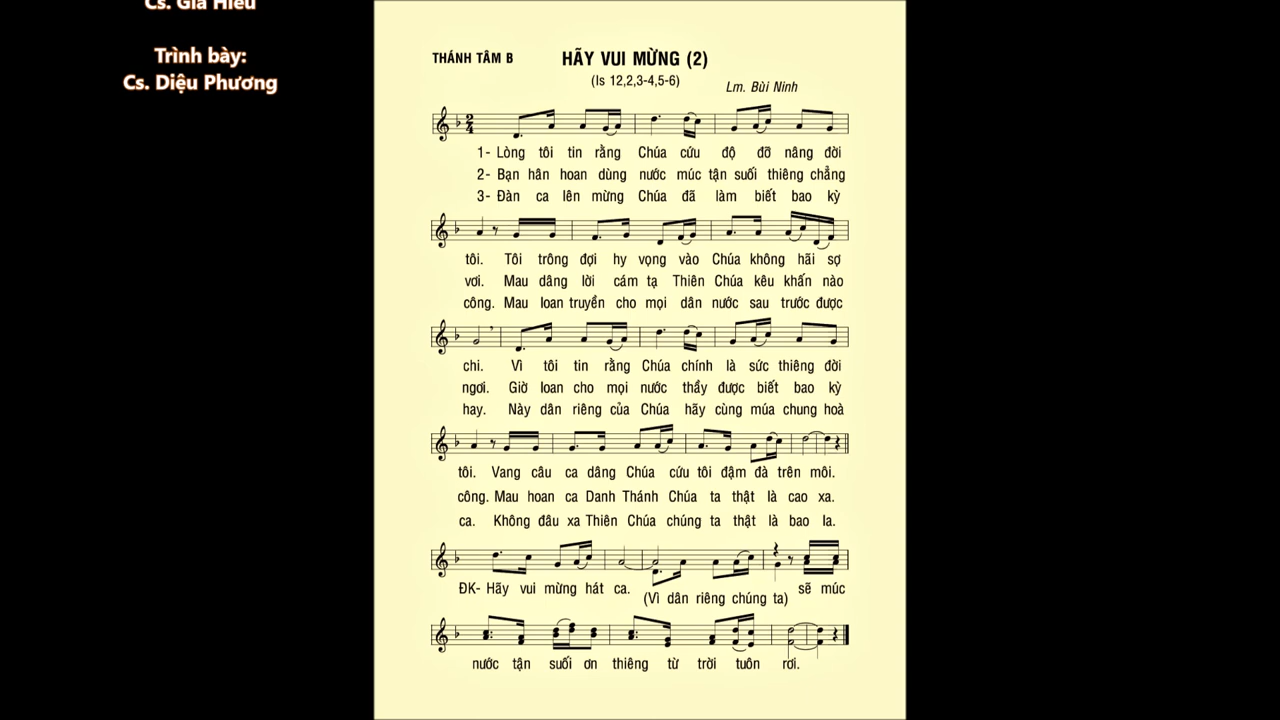 Cs. Gia Hiếu
Trình bày:
Cs. Diệu Phương
THÁNH TÂM B
HÃY VUI MỪNG (2)
(Is 12,2,3-4,5-6)
Lm. Bùi Ninh
1- Lòng tôi tin rằng Chúa cứu độ đỡ nâng đời
2- Bạn hân hoan dùng nước múc tận suối thiêng chẳng
3- Đàn ca lên mừng Chúa đã làm biết bao kỳ
tôi. Tôi trông đợi hy vọng vào Chúa không hãi sợ
vơi. Mau dâng lời cám tạ Thiên Chúa kêu khấn nào
công. Mau loan truyền cho mọi dân nước sau trước được
chi. Vì tôi tin rằng Chúa chính là sức thiêng đời
ngơi. Giờ loan cho mọi nước thầy được biết bao kỳ
hay. Này dân riêng của Chúa hãy cùng múa chung hoà
tôi. Vang câu ca dâng Chúa cứu tôi đậm đà trên môi.
công. Mau hoan ca Danh Thánh Chúa ta thật là cao xa.
ca. Không đâu xa Thiên Chúa chúng ta thật là bao la.
ĐK- Hãy vui mừng hát ca. (Vì dân riêng chúng ta) sẽ múc
nước tận suối ơn thiêng từ trời tuôn rơi.